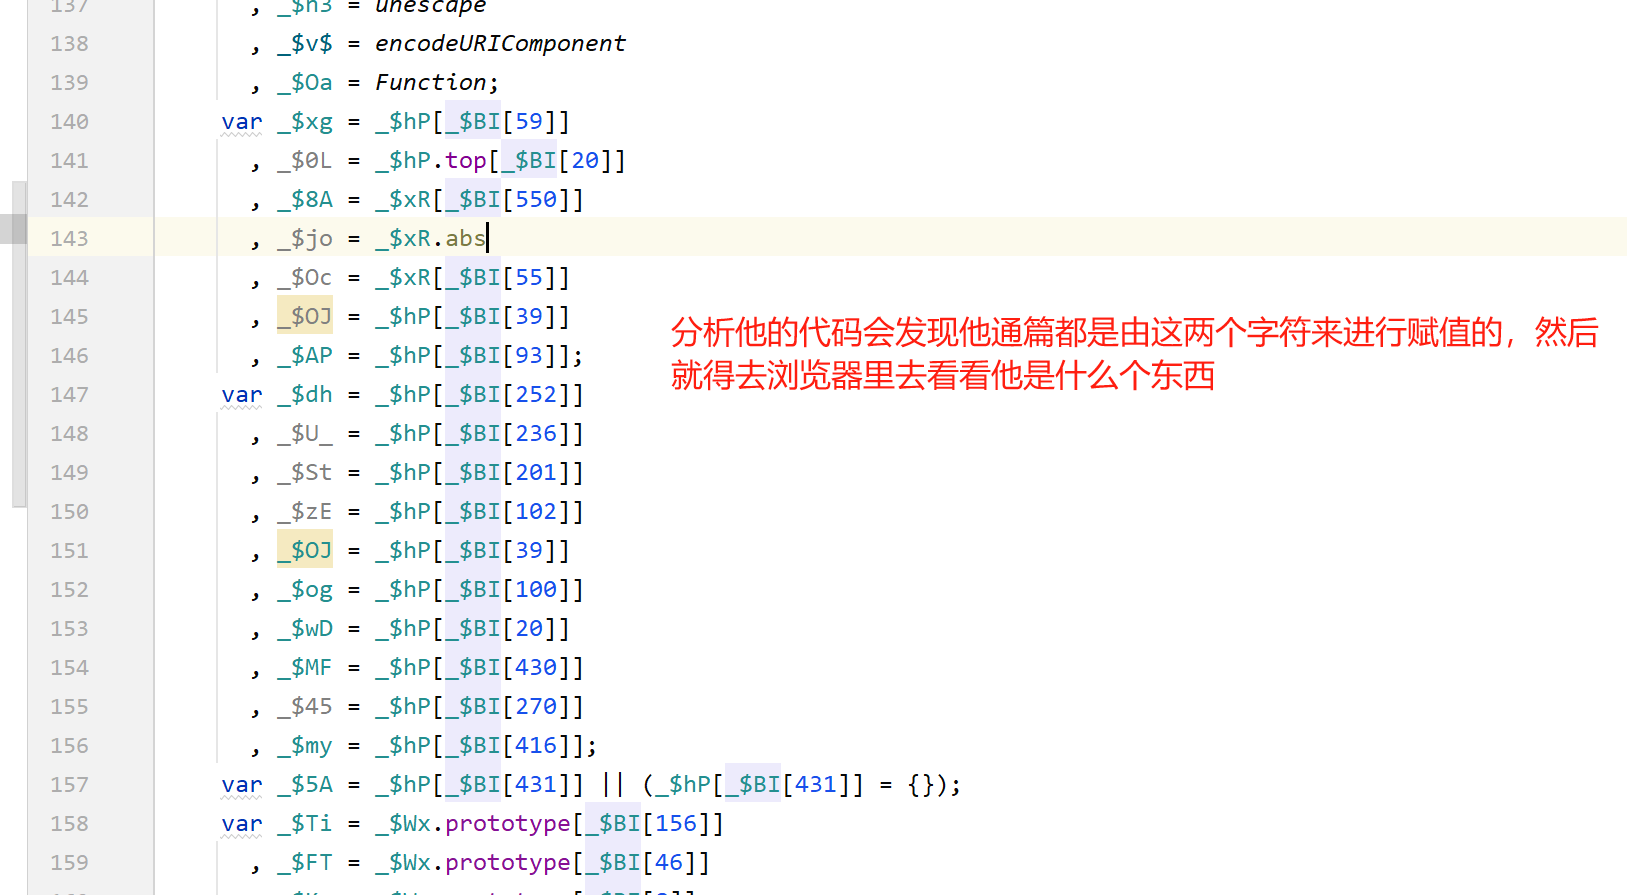 137 , _$h3 = unescape
138 , _$v$ = encodeURIComponent
139 , _$Oa = Function;
140 var _$xg = _$hP[_$BI[59]]
141 , _$0L = _$hP.top[_$BI[20]]
142 , _$8A = _$xR[_$BI[550]]
143 , _$jo = _$xR.abs
144 , _$Oc = _$xR[_$BI[55]]
145 , _$OJ = _$hP[_$BI[39]]
146 , _$AP = _$hP[_$BI[93]];
分析他的代码会发现他通篇都是由这两个字符来进行赋值的，然后
就得去浏览器里去看看他是什么个东西
147 var _$dh = _$hP[_$BI[252]]
148 , _$U_ = _$hP[_$BI[236]]
149 , _$St = _$hP[_$BI[201]]
150 , _$zE = _$hP[_$BI[102]]
151 , _$OJ = _$hP[_$BI[39]]
152 , _$og = _$hP[_$BI[100]]
153 , _$wD = _$hP[_$BI[20]]
154 , _$MF = _$hP[_$BI[430]]
155 , _$45 = _$hP[_$BI[270]]
156 , _$my = _$hP[_$BI[416]];
157 var _$5A = _$hP[_$BI[431]] || (_$hP[_$BI[431]] = {});
158 var _$Ti = _$Wx.prototype[_$BI[156]]
159 , _$FT = _$Wx.prototype[_$BI[46]]